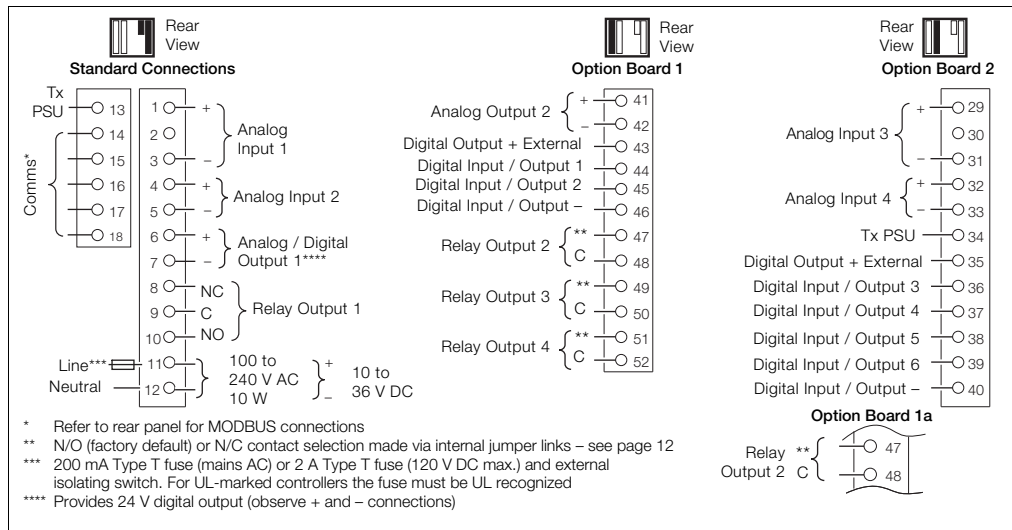 Rear
View
Standard Connections
Tx
PSU
13
14
15
16
17
18
Comms*
1 +
2
3 –
Analog
Input 1
4 +
5 –
Analog Input 2
6 +
7 –
Analog / Digital
Output 1****
8 NC
9 C
10 NO
Relay Output 1
Line*** 11
Neutral 12
100 to
240 V AC
10 W
+
–
10 to
36 V DC
Rear
View
Option Board 1
Analog Output 2
+ 41
– 42
Digital Output + External 43
Digital Input / Output 1 44
Digital Input / Output 2 45
Digital Input / Output – 46
Relay Output 2
** 47
C 48
Relay Output 3
** 49
C 50
Relay Output 4
** 51
C 52
Rear
View
Option Board 2
Analog Input 3
+ 29
30
– 31
Analog Input 4
+ 32
– 33
Tx PSU 34
Digital Output + External 35
Digital Input / Output 3 36
Digital Input / Output 4 37
Digital Input / Output 5 38
Digital Input / Output 6 39
Digital Input / Output – 40
Option Board 1a
Relay
Output 2
** 47
C 48
* Refer to rear panel for MODBUS connections
** N/O (factory default) or N/C contact selection made via internal jumper links – see page 12
*** 200 mA Type T fuse (mains AC) or 2 A Type T fuse (120 V DC max.) and external
isolating switch. For UL-marked controllers the fuse must be UL recognized
**** Provides 24 V digital output (observe + and – connections)